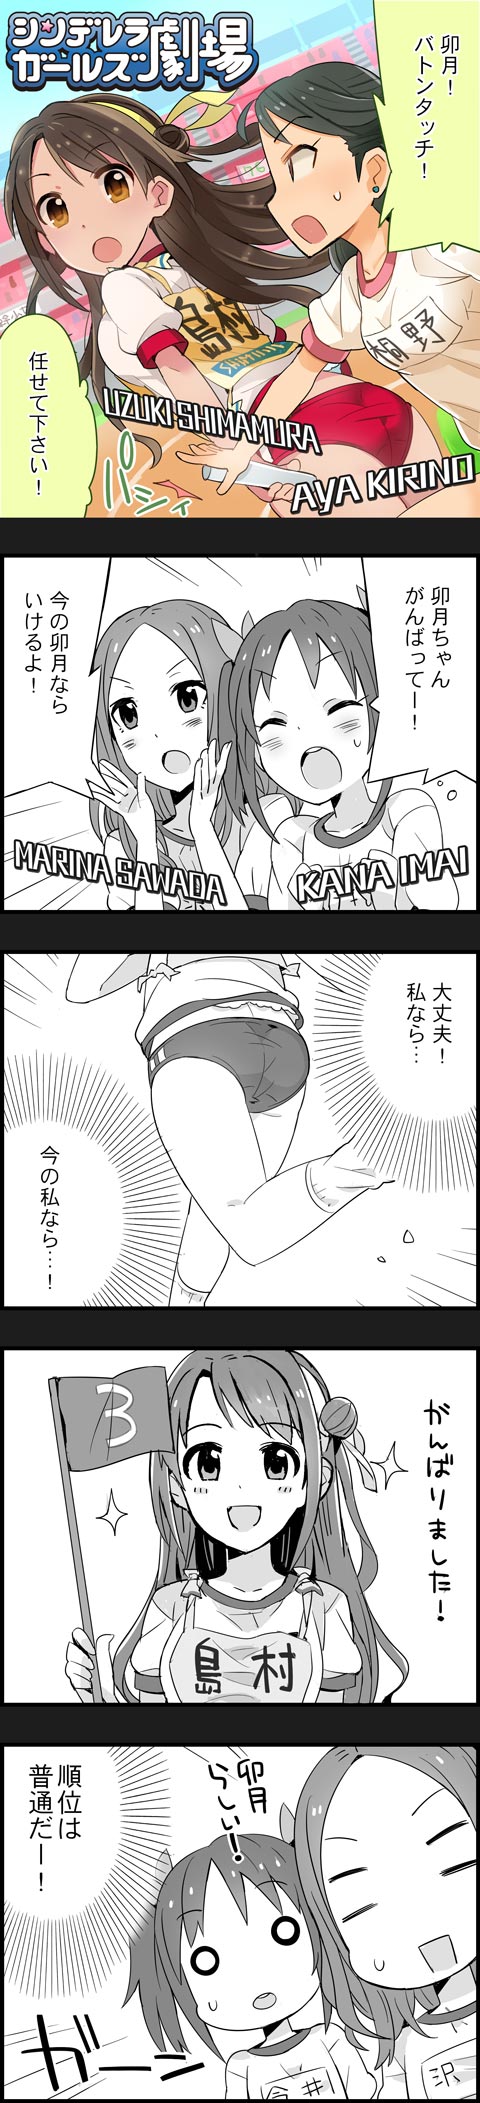 シンデレラ
ガールズ劇場
卯月！
バトンタッチ！
176
桐野
島村
任せて下さい！
UZUKI SHIMAMURA
AYA KIRINO
パシィ
卯月ちゃん
がんばってー！
今の卯月なら
いけるよ！
MARINA SAWADA
KANA IMAI
大丈夫！
私なら…
今の私なら…！
3
がんばりました！
島村
卯月
らしい！
順位は
普通だー！
ガーン
今井
沢